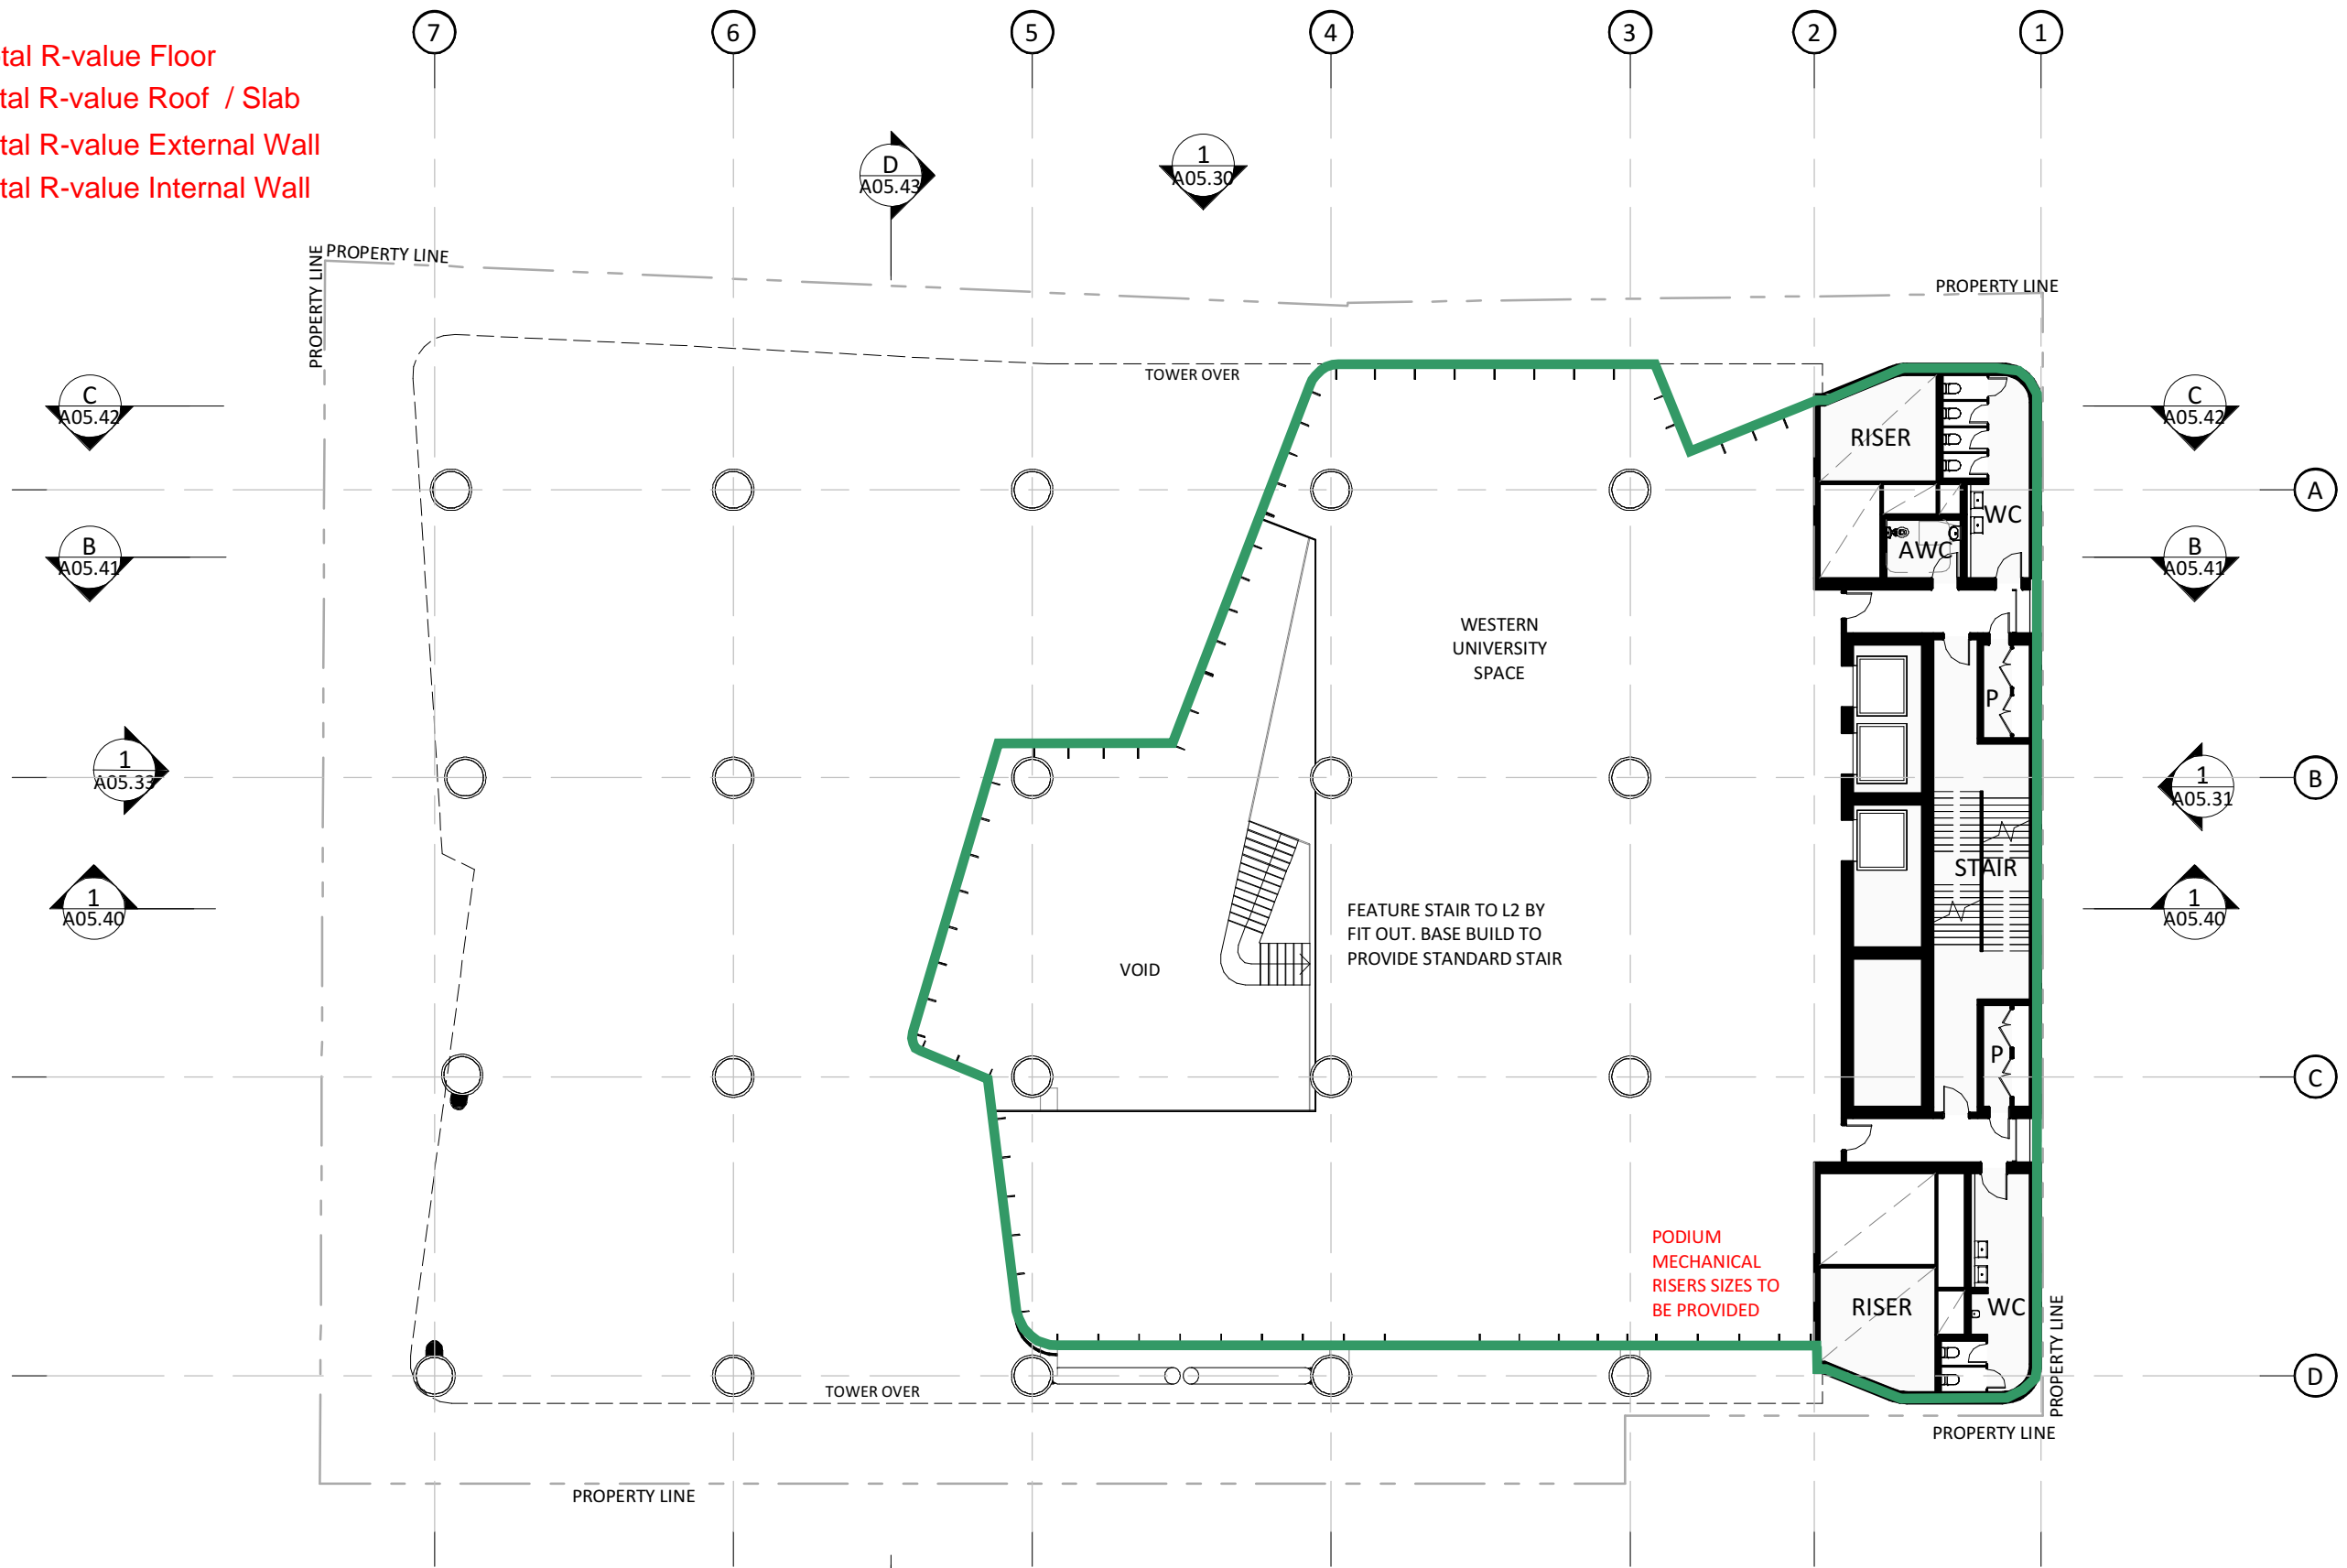 7
6
5
4
3
2
1
tal R-value Floor
tal R-value Roof / Slab
tal R-value External Wall
tal R-value Internal Wall
D
A05.43
1
A05.30
PROPERTY LINE
PROPERTY LINE
PROPERTY LINE
TOWER OVER
C
A05.42
C
A05.42
RISER
A
WC
AWC
B
A05.41
B
A05.41
WESTERN
UNIVERSITY
SPACE
P
1
A05.33
B
1
A05.31
STAIR
1
A05.40
FEATURE STAIR TO L2 BY
FIT OUT. BASE BUILD TO
PROVIDE STANDARD STAIR
1
A05.40
VOID
P
C
PODIUM
MECHANICAL
RISERS SIZES TO
BE PROVIDED
RISER
WC
PROPERTY LINE
D
TOWER OVER
PROPERTY LINE
PROPERTY LINE